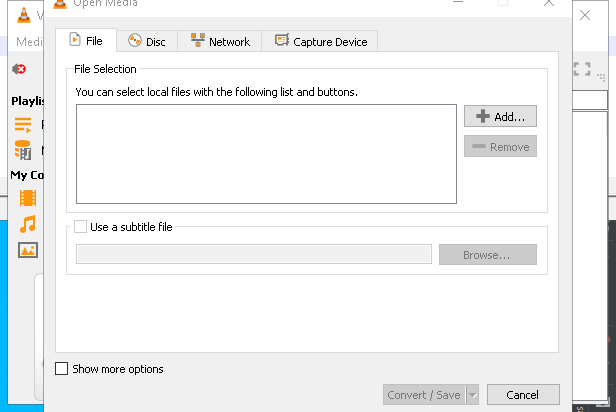 Open Media
Medi
File
Disc
Network
Capture Device
File Selection
You can select local files with the following list and buttons.
Add...
Remove
Playlis
My Co
Use a subtitle file
Browse...
Show more options
Convert / Save
Cancel